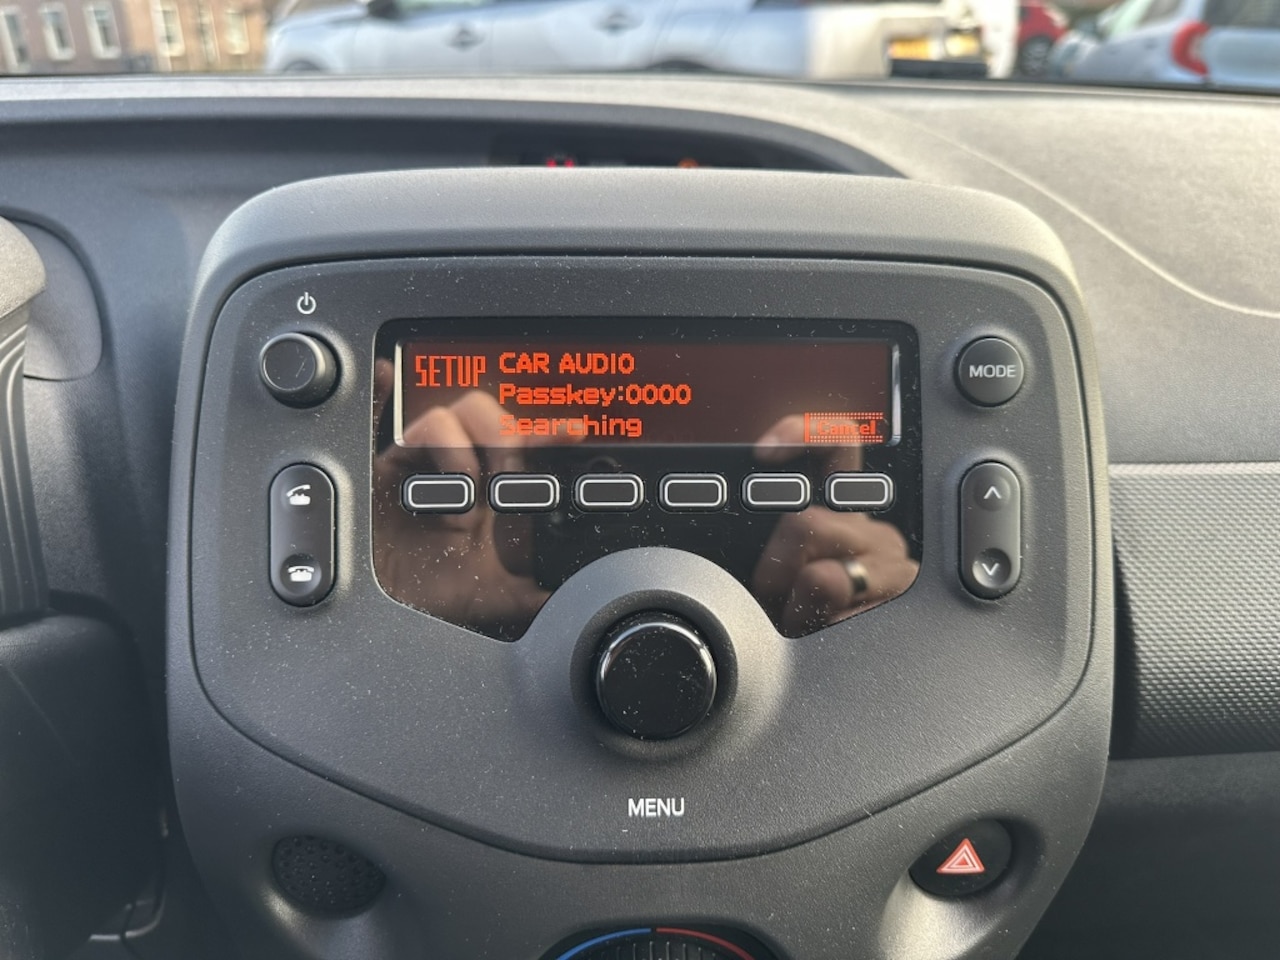 SETUP CAR AUDIO
Passkey:0000
Searching Cancel
MODE
MENU